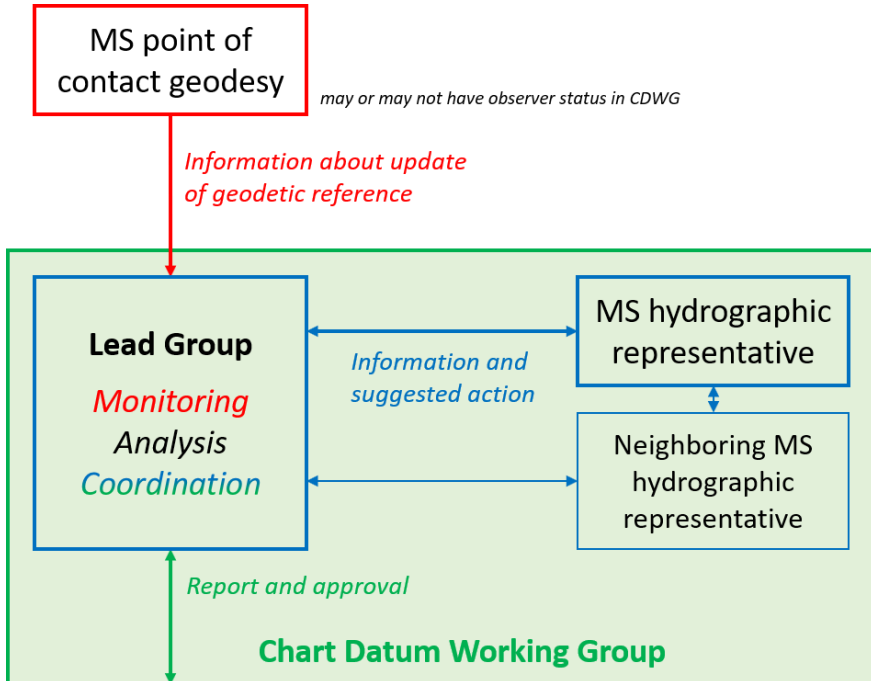 MS point of
contact geodesy
may or may not have observer status in CDWG
Information about update
of geodetic reference
Lead Group
Monitoring
Analysis
Coordination
Information and
suggested action
MS hydrographic
representative
Neighboring MS
hydrographic
representative
Report and approval
Chart Datum Working Group